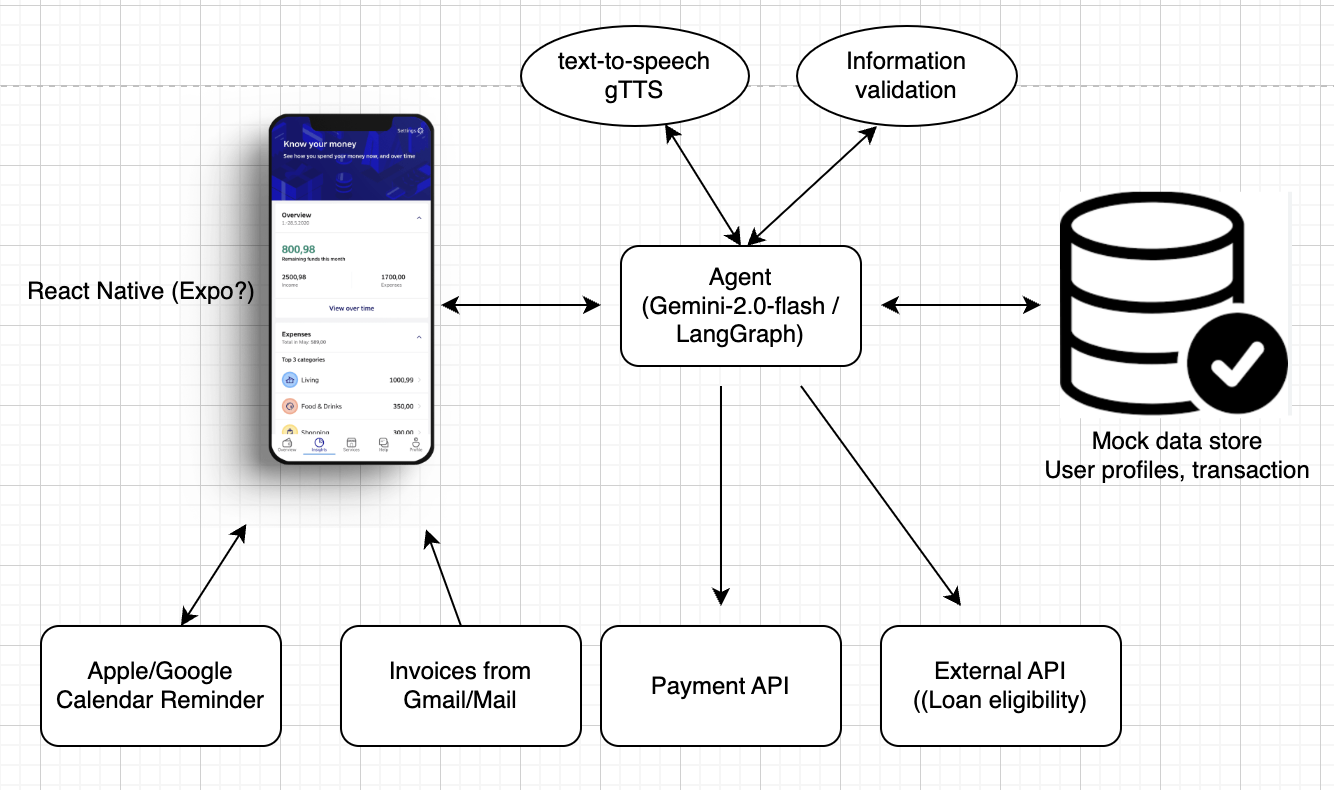 text-to-speech
gTTS
Information
validation
Settings
Know your money
See how you spend your money now, and over time
Overview
1.-28.5.2020
800,98
Remaining funds this month
2500,98
1700,00
Income
Expenses
View over time
Expenses
Total in May: 589,00
Top 3 categories
Living
1000,99
Food & Drinks
350,00
Shopping
300,00
Overview
Insights
Services
Help
Profile
React Native (Expo?)
Agent
(Gemini-2.0-flash /
LangGraph)
Mock data store
User profiles, transaction
Apple/Google
Calendar Reminder
Invoices from
Gmail/Mail
Payment API
External API
((Loan eligibility)